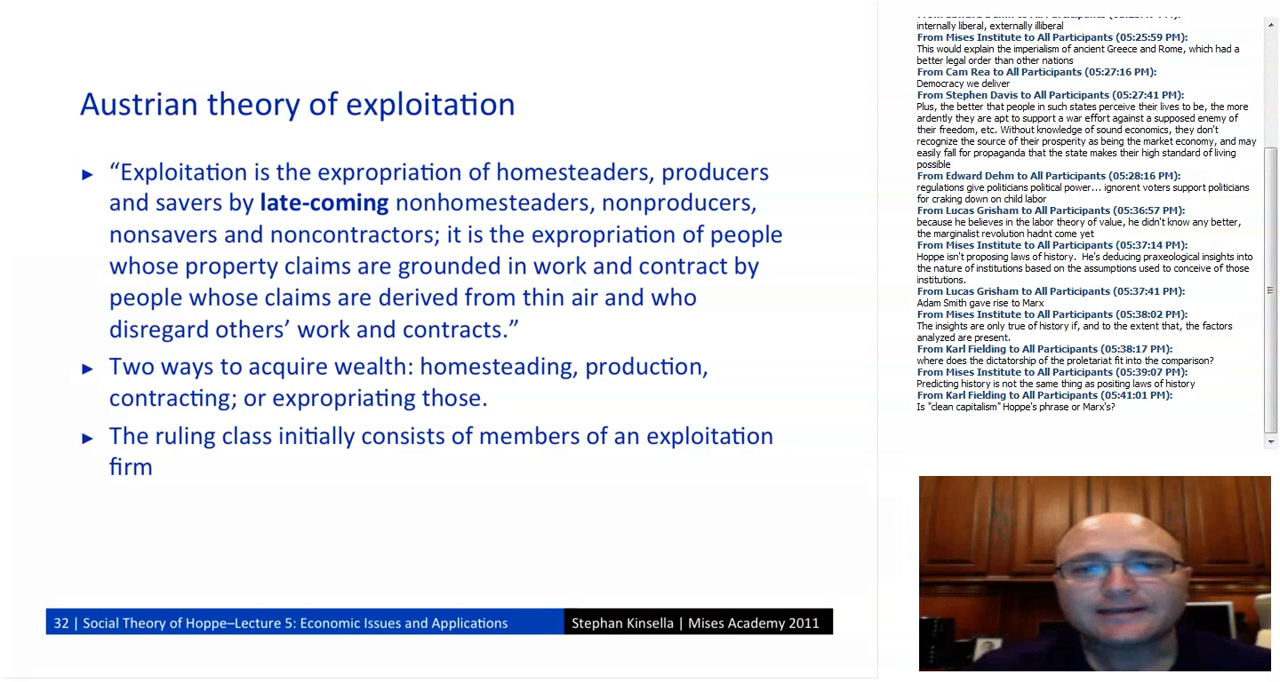 Austrian theory of exploitation
► “Exploitation is the expropriation of homesteaders, producers
and savers by late-coming nonhomesteaders, nonproducers,
nonsavers and noncontractors; it is the expropriation of people
whose property claims are grounded in work and contract by
people whose claims are derived from thin air and who
disregard others’ work and contracts.”
► Two ways to acquire wealth: homesteading, production,
contracting; or expropriating those.
► The ruling class initially consists of members of an exploitation
firm
32 | Social Theory of Hoppe–Lecture 5: Economic Issues and Applications
Stephan Kinsella | Mises Academy 2011
internally liberal, externally illiberal
From Mises Institute to All Participants (05:25:59 PM):
This would explain the imperialism of ancient Greece and Rome, which had a
better legal order than other nations
From Cam Rea to All Participants (05:27:16 PM):
Democracy we deliver
From Stephen Davis to All Participants (05:27:41 PM):
Plus, the better that people in such states perceive their lives to be, the more
ardently they are apt to support a war effort against a supposed enemy of
their freedom, etc. Without knowledge of sound economics, they don't
recognize the source of their prosperity as being the market economy, and may
easily fall for propaganda that the state makes their high standard of living
possible
From Edward Dehm to All Participants (05:28:16 PM):
regulations give politicians political power... ignorent voters support politicians
for craking down on child labor
From Lucas Grisham to All Participants (05:36:57 PM):
because he believes in the labor theory of value, he didn't know any better,
the marginalist revolution hadnt come yet
From Mises Institute to All Participants (05:37:14 PM):
Hoppe isn't proposing laws of history.  He's deducing praxeological insights into
the nature of institutions based on the assumptions used to conceive of those
institutions.
From Lucas Grisham to All Participants (05:37:41 PM):
Adam Smith gave rise to Marx
From Mises Institute to All Participants (05:38:02 PM):
The insights are only true of history if, and to the extent that, the factors
analyzed are present.
From Karl Fielding to All Participants (05:38:17 PM):
where does the dictatorship of the proletariat fit into the comparison?
From Mises Institute to All Participants (05:39:07 PM):
Predicting history is not the same thing as positing laws of history
From Karl Fielding to All Participants (05:41:01 PM):
Is "clean capitalism" Hoppe's phrase or Marx's?